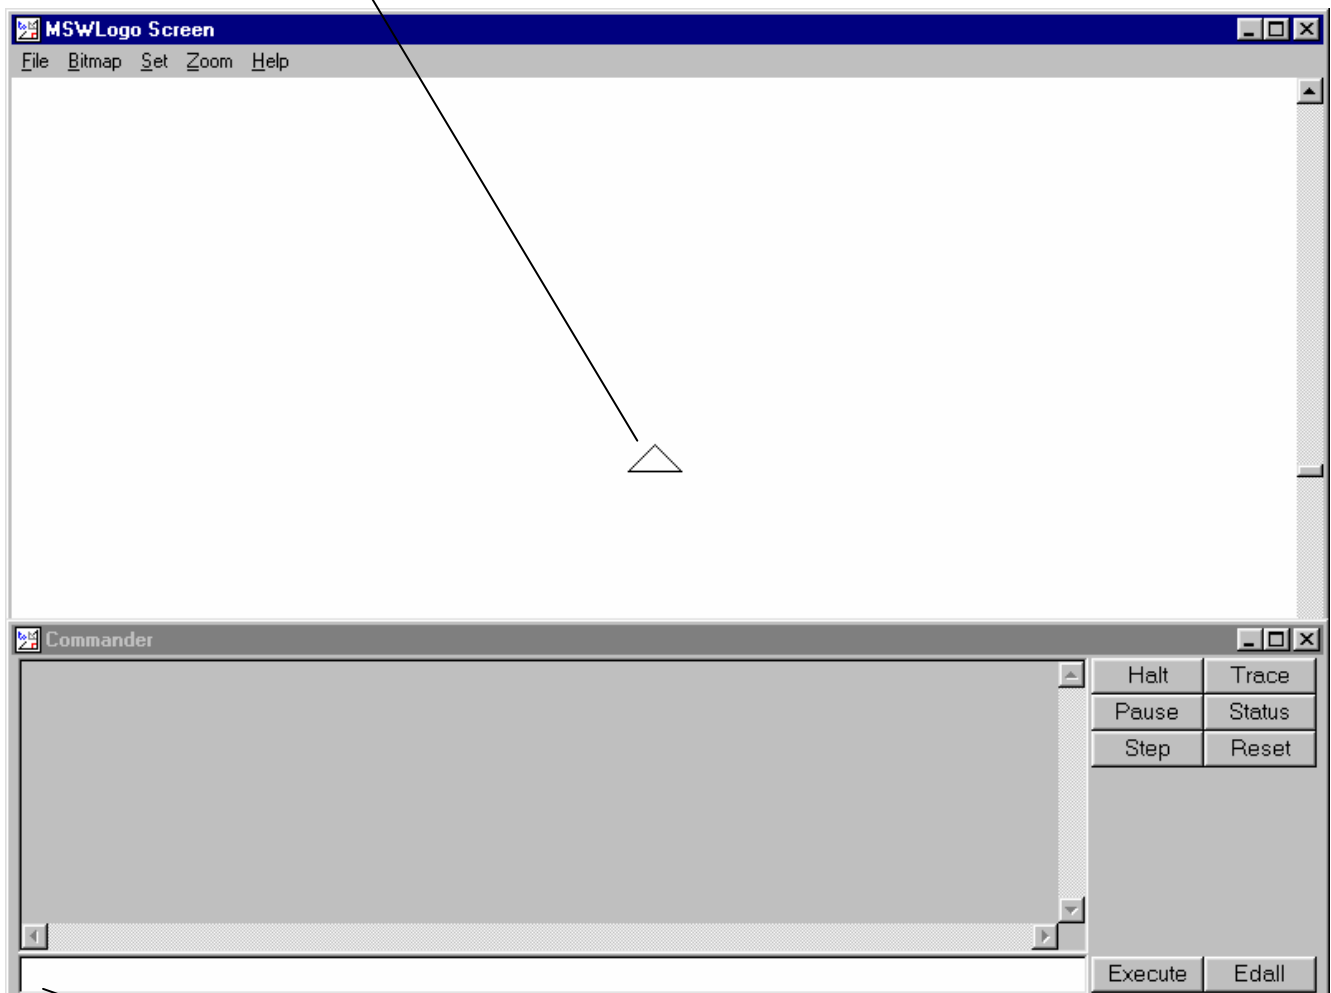 MSWLogo Screen
File Bitmap Set Zoom Help
Commander
Halt Trace
Pause Status
Step Reset
Execute Edall